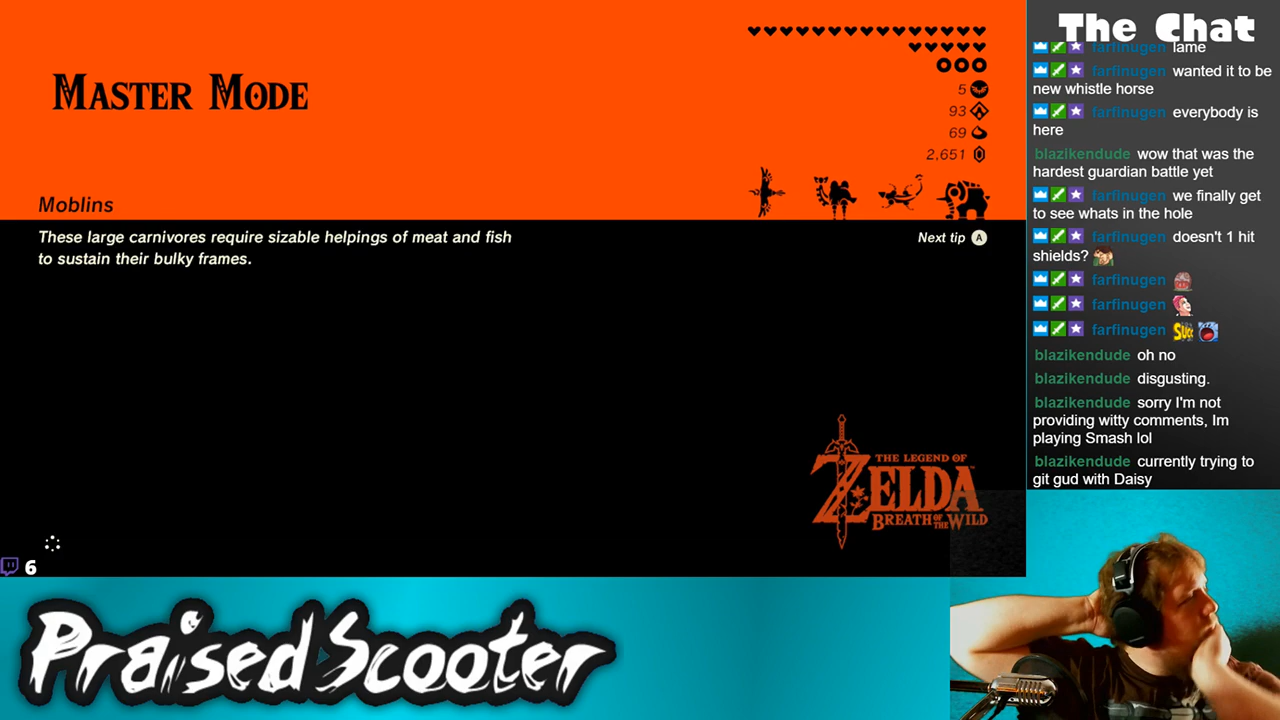 Master Mode
5
93
69
2,651
Moblins
These large carnivores require sizable helpings of meat and fish
to sustain their bulky frames.
Next tip A
THE LEGEND OF
ZELDA
BREATH OF THE WILD
6
PraisedScooter
The Chat
farfinugen lame
farfinugen wanted it to be
new whistle horse
farfinugen everybody is
here
blazikendude wow that was the
hardest guardian battle yet
farfinugen we finally get
to see whats in the hole
farfinugen doesn't 1 hit
shields?
farfinugen
farfinugen
farfinugen Succ
blazikendude oh no
blazikendude disgusting.
blazikendude sorry I'm not
providing witty comments, Im
playing Smash lol
blazikendude currently trying to
git gud with Daisy